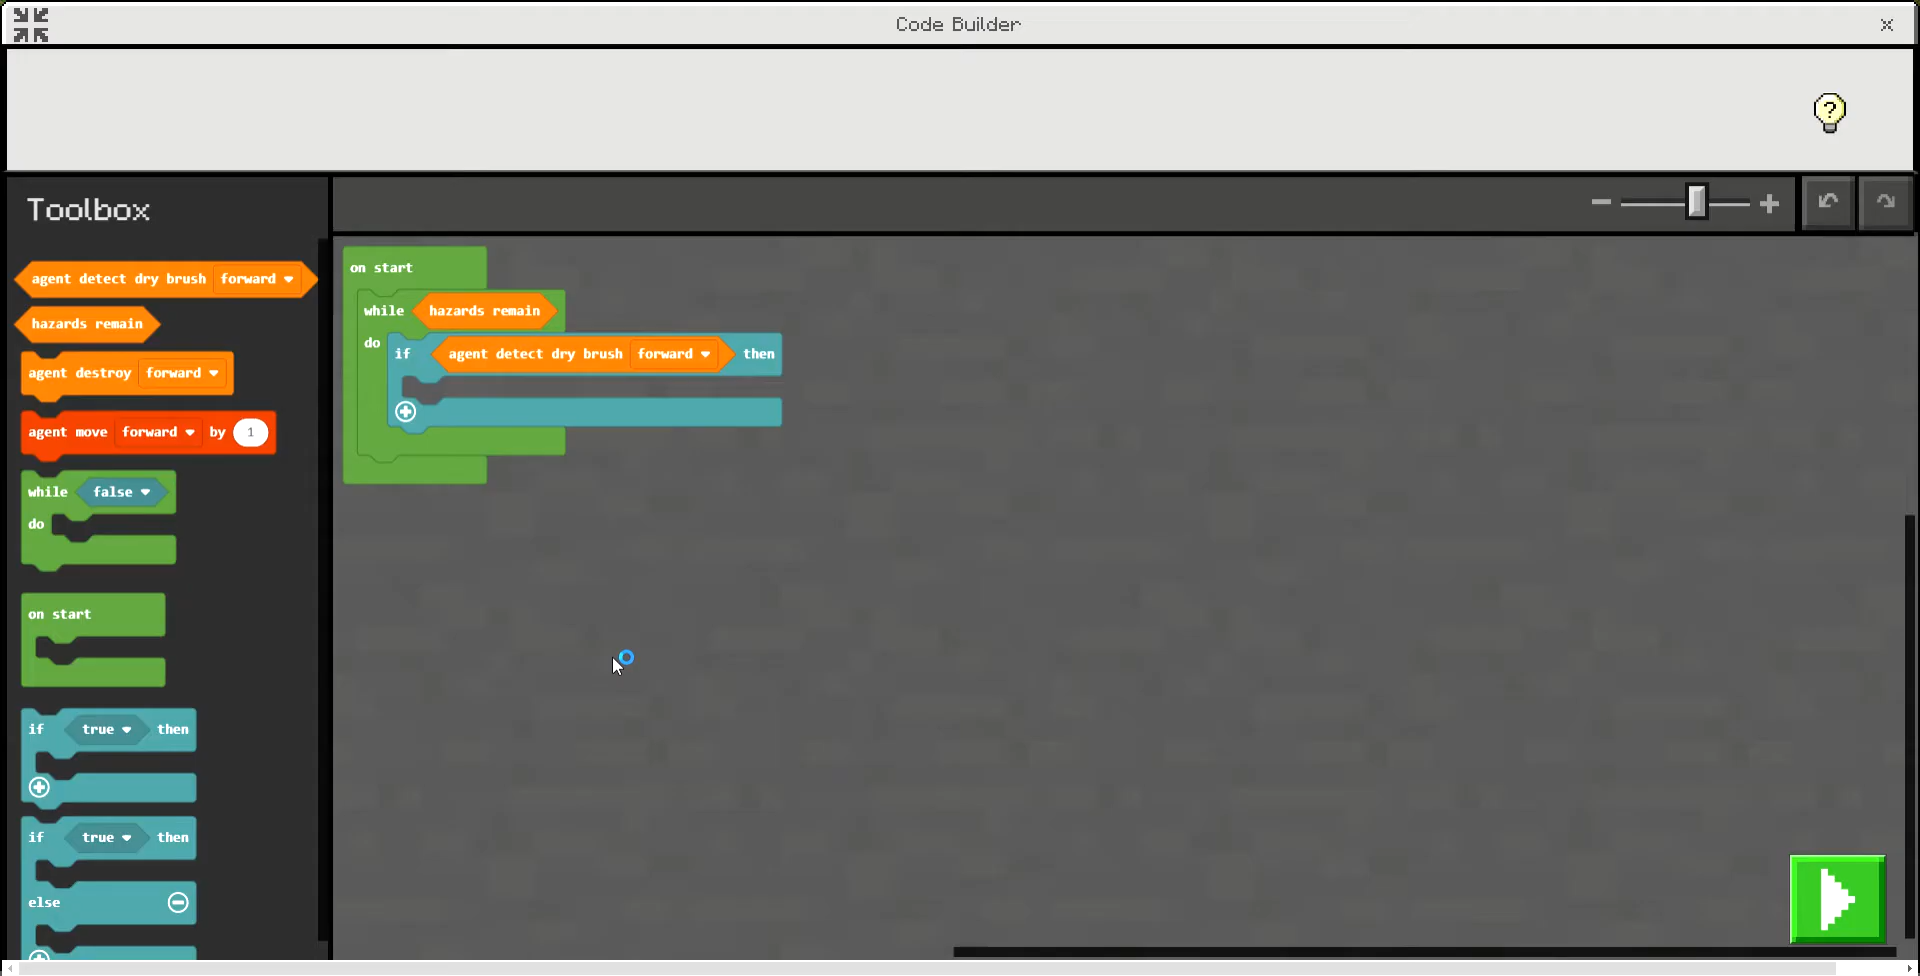 Code Builder
?
Toolbox
agent detect dry brush forward
hazards remain
agent destroy forward
agent move forward by 1
while false
do
on start
if true then
if true then
else
on start
while hazards remain
do if agent detect dry brush forward then